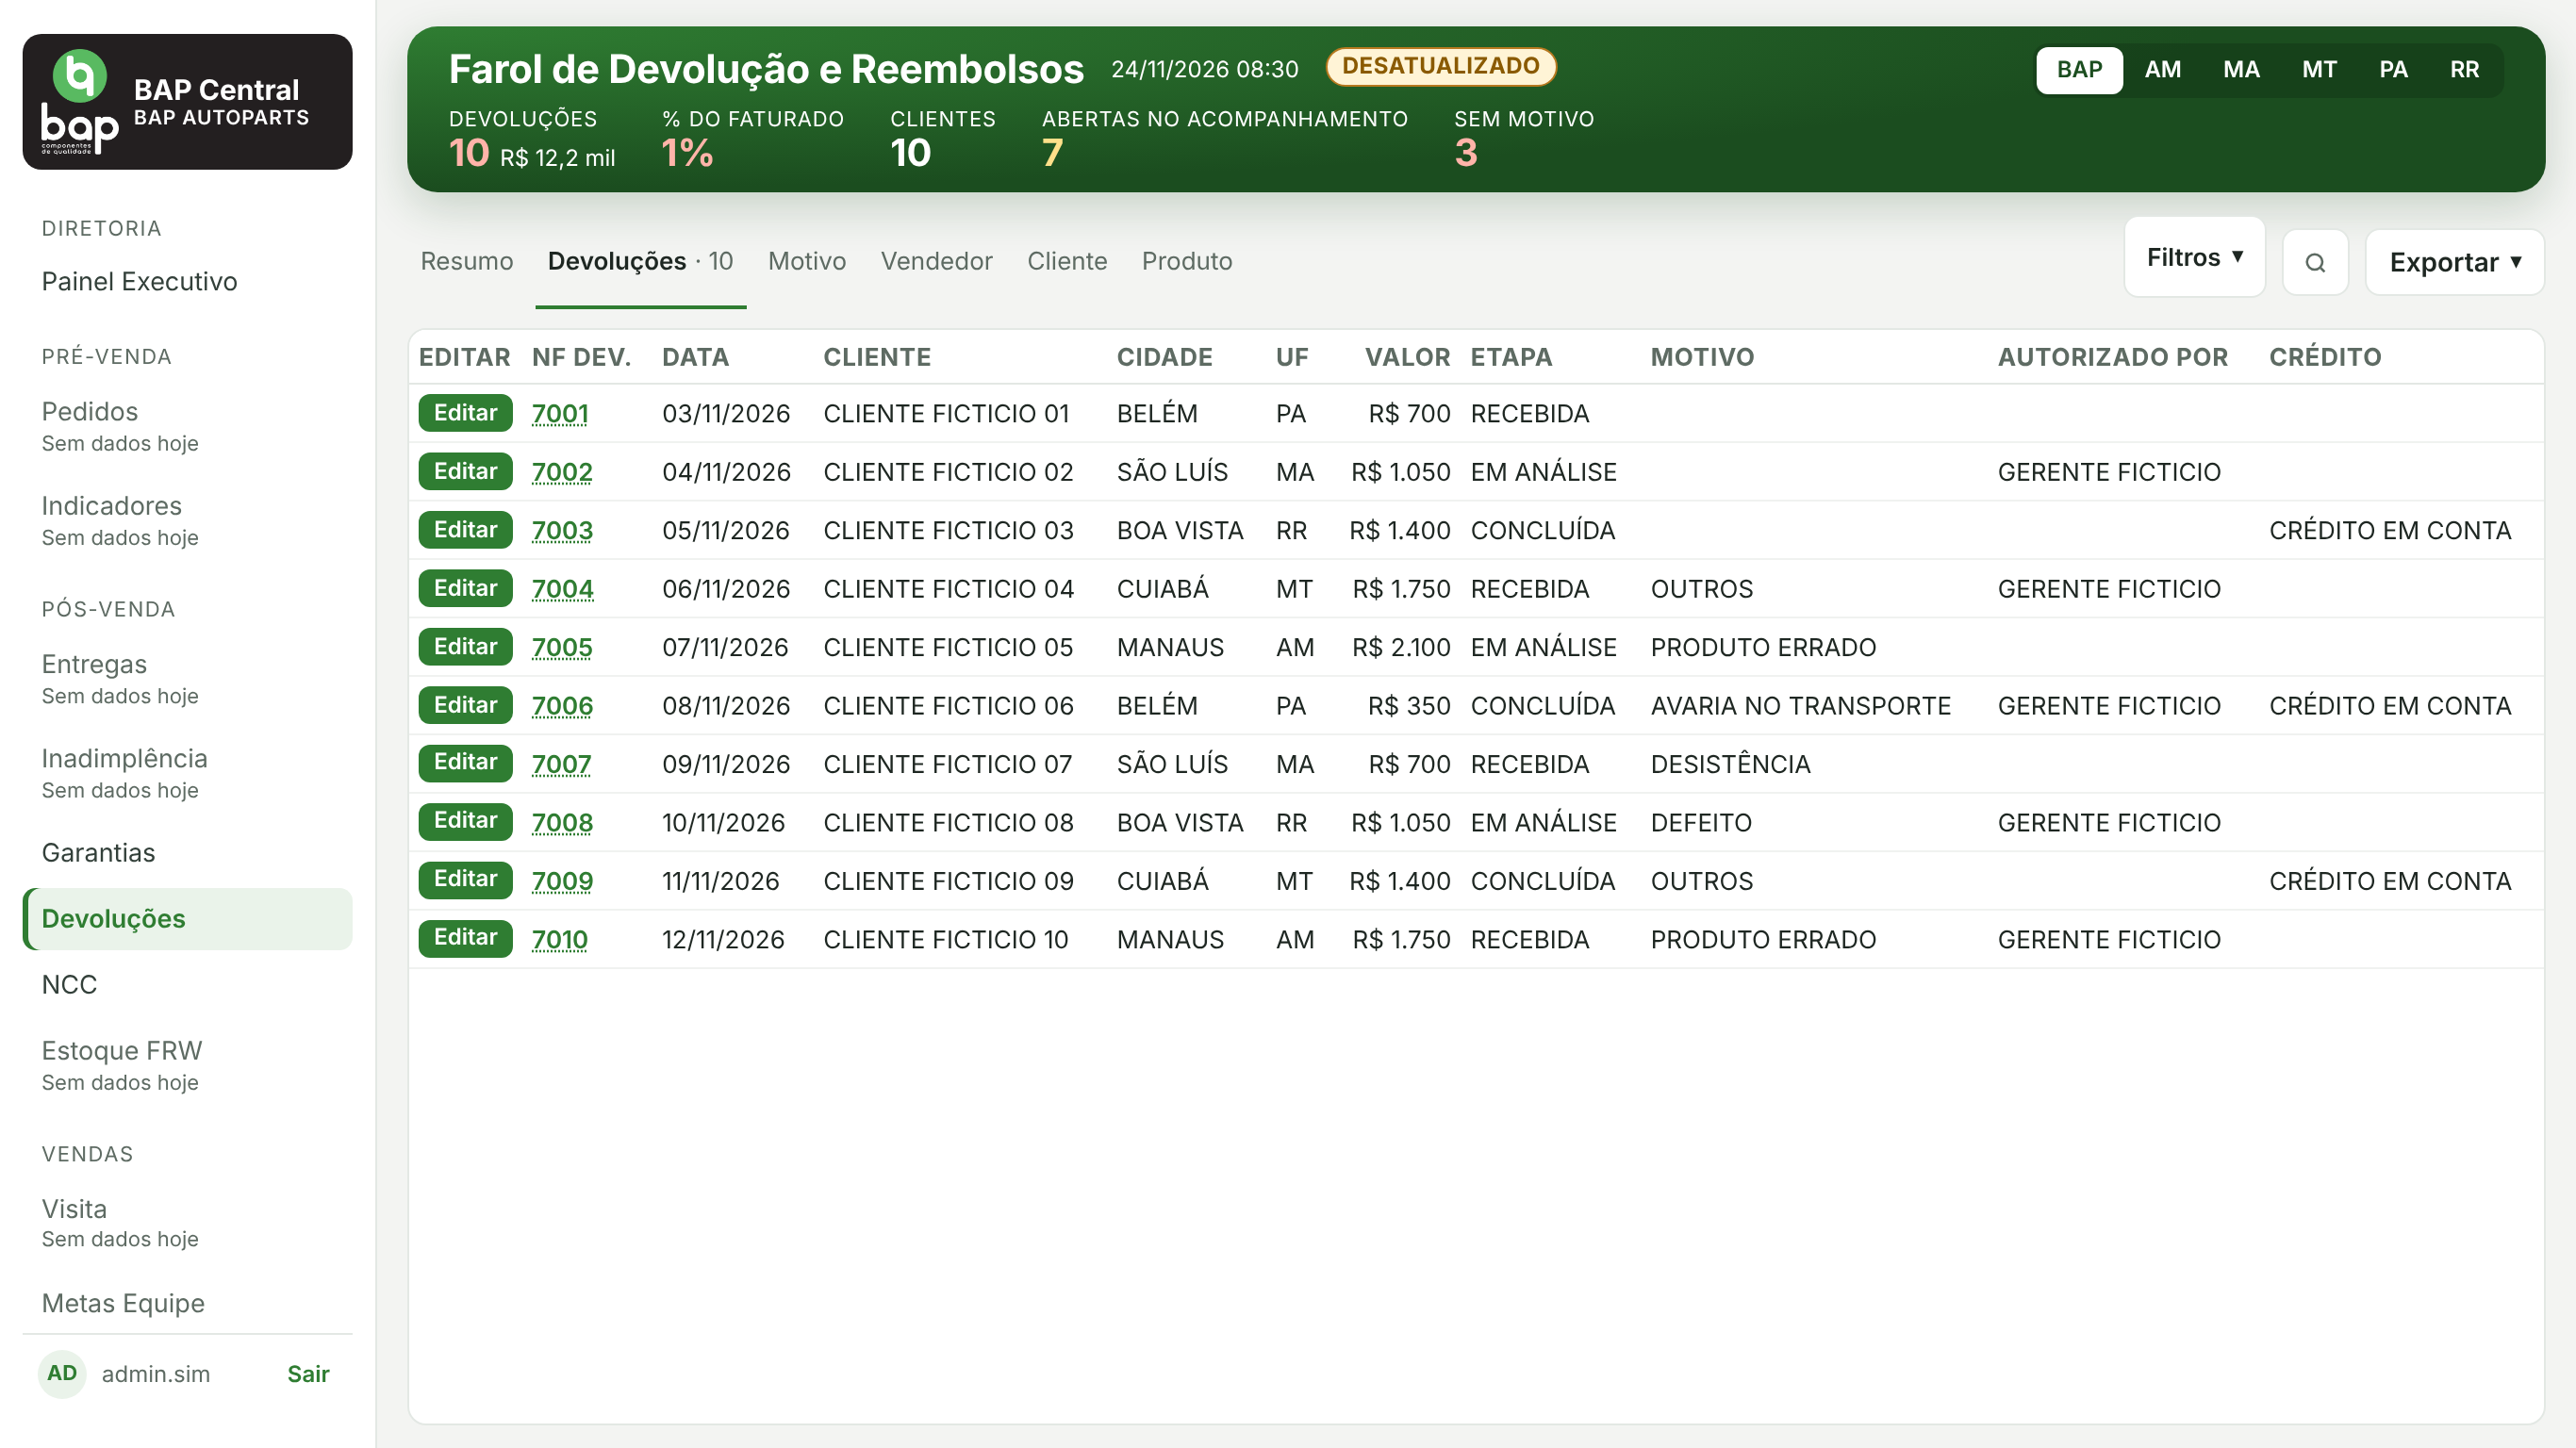 bap
componentes
de qualidade
BAP Central
BAP AUTOPARTS
DIRETORIA
Painel Executivo
PRÉ-VENDA
Pedidos
Sem dados hoje
Indicadores
Sem dados hoje
PÓS-VENDA
Entregas
Sem dados hoje
Inadimplência
Sem dados hoje
Garantias
Devoluções
NCC
Estoque FRW
Sem dados hoje
VENDAS
Visita
Sem dados hoje
Metas Equipe
AD admin.sim Sair
Farol de Devolução e Reembolsos 24/11/2026 08:30 DESATUALIZADO BAP AM MA MT PA RR
DEVOLUÇÕES % DO FATURADO CLIENTES ABERTAS NO ACOMPANHAMENTO SEM MOTIVO
10 R$ 12,2 mil 1% 10 7 3
Resumo Devoluções · 10 Motivo Vendedor Cliente Produto Filtros ▼ Exportar ▼
EDITAR NF DEV. DATA CLIENTE CIDADE UF VALOR ETAPA MOTIVO AUTORIZADO POR CRÉDITO
Editar 7001 03/11/2026 CLIENTE FICTICIO 01 BELÉM PA R$ 700 RECEBIDA
Editar 7002 04/11/2026 CLIENTE FICTICIO 02 SÃO LUÍS MA R$ 1.050 EM ANÁLISE GERENTE FICTICIO
Editar 7003 05/11/2026 CLIENTE FICTICIO 03 BOA VISTA RR R$ 1.400 CONCLUÍDA CRÉDITO EM CONTA
Editar 7004 06/11/2026 CLIENTE FICTICIO 04 CUIABÁ MT R$ 1.750 RECEBIDA OUTROS GERENTE FICTICIO
Editar 7005 07/11/2026 CLIENTE FICTICIO 05 MANAUS AM R$ 2.100 EM ANÁLISE PRODUTO ERRADO
Editar 7006 08/11/2026 CLIENTE FICTICIO 06 BELÉM PA R$ 350 CONCLUÍDA AVARIA NO TRANSPORTE GERENTE FICTICIO CRÉDITO EM CONTA
Editar 7007 09/11/2026 CLIENTE FICTICIO 07 SÃO LUÍS MA R$ 700 RECEBIDA DESISTÊNCIA
Editar 7008 10/11/2026 CLIENTE FICTICIO 08 BOA VISTA RR R$ 1.050 EM ANÁLISE DEFEITO GERENTE FICTICIO
Editar 7009 11/11/2026 CLIENTE FICTICIO 09 CUIABÁ MT R$ 1.400 CONCLUÍDA OUTROS CRÉDITO EM CONTA
Editar 7010 12/11/2026 CLIENTE FICTICIO 10 MANAUS AM R$ 1.750 RECEBIDA PRODUTO ERRADO GERENTE FICTICIO